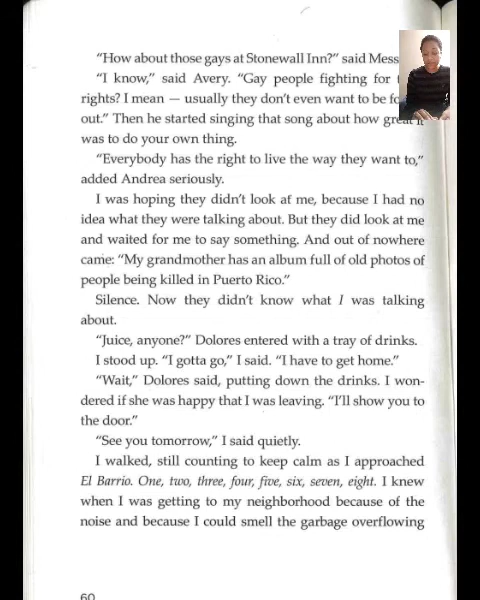 "How about those gays at Stonewall Inn?" said Mess
"I know," said Avery. "Gay people fighting for
rights? I mean — usually they don't even want to be
out." Then he started singing that song about how great it
was to do your own thing.
"Everybody has the right to live the way they want to,"
added Andrea seriously.
I was hoping they didn't look at me, because I had no
idea what they were talking about. But they did look at me
and waited for me to say something. And out of nowhere
came: "My grandmother has an album full of old photos of
people being killed in Puerto Rico."
Silence. Now they didn't know what I was talking
about.
"Juice, anyone?" Dolores entered with a tray of drinks.
I stood up. "I gotta go," I said. "I have to get home."
"Wait," Dolores said, putting down the drinks. I won-
dered if she was happy that I was leaving. "I'll show you to
the door."
"See you tomorrow," I said quietly.
I walked, still counting to keep calm as I approached
El Barrio. One, two, three, four, five, six, seven, eight. I knew
when I was getting to my neighborhood because of the
noise and because I could smell the garbage overflowing
60